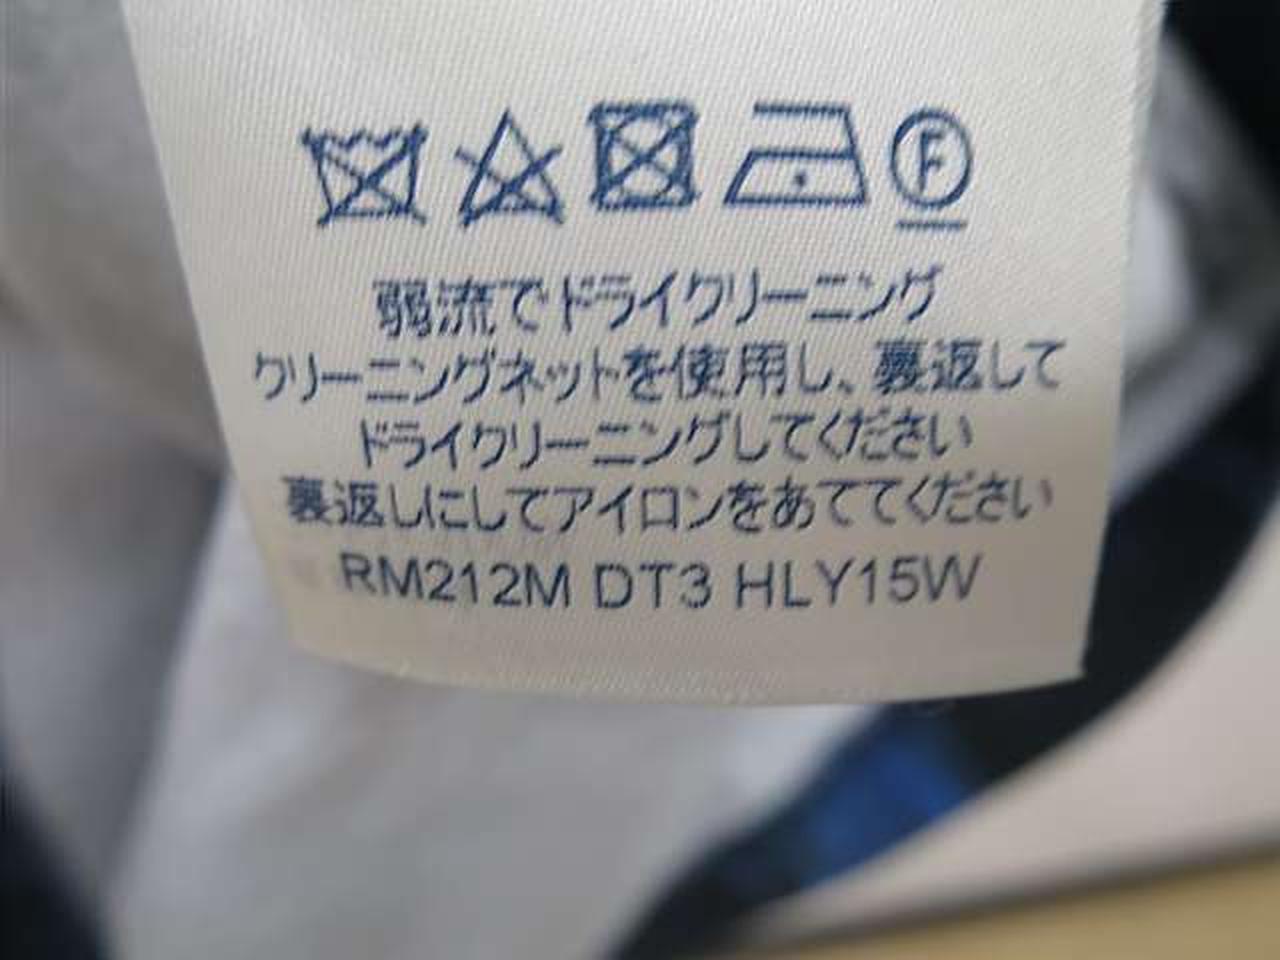 F
弱流でドライクリーニング
クリーニングネットを使用し、裏返して
ドライクリーニングしてください
裏返しにしてアイロンをあててください
RM212M DT3 HLY15W